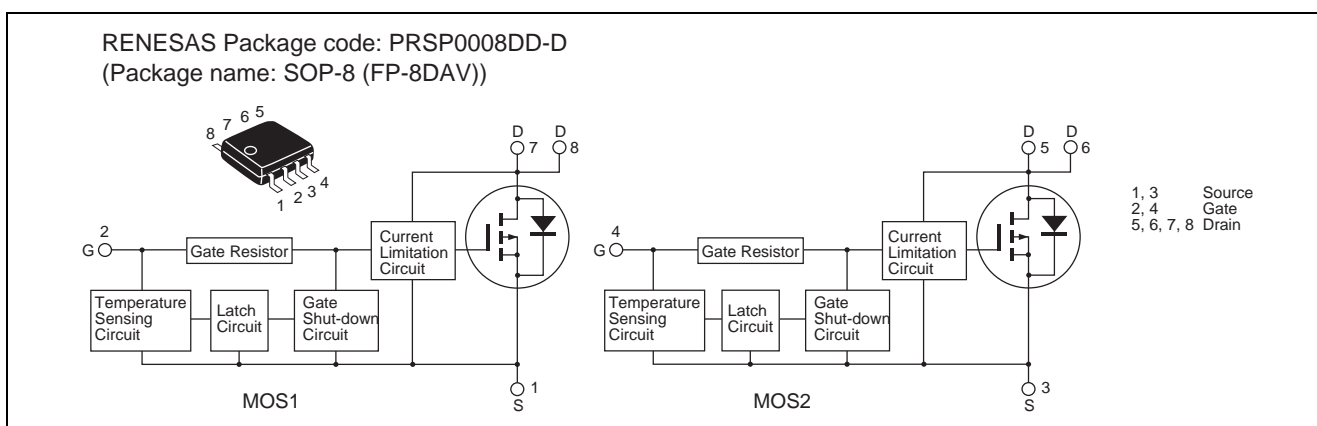 RENESAS Package code: PRSP0008DD-D
(Package name: SOP-8 (FP-8DAV))
8 7 6 5
1 2 3 4
D D
7 8
2
G
Gate Resistor
Current
Limitation
Circuit
Temperature
Sensing
Circuit
Latch
Circuit
Gate
Shut-down
Circuit
1
S
MOS1
D D
5 6
4
G
Gate Resistor
Current
Limitation
Circuit
Temperature
Sensing
Circuit
Latch
Circuit
Gate
Shut-down
Circuit
3
S
MOS2
1, 3 Source
2, 4 Gate
5, 6, 7, 8 Drain